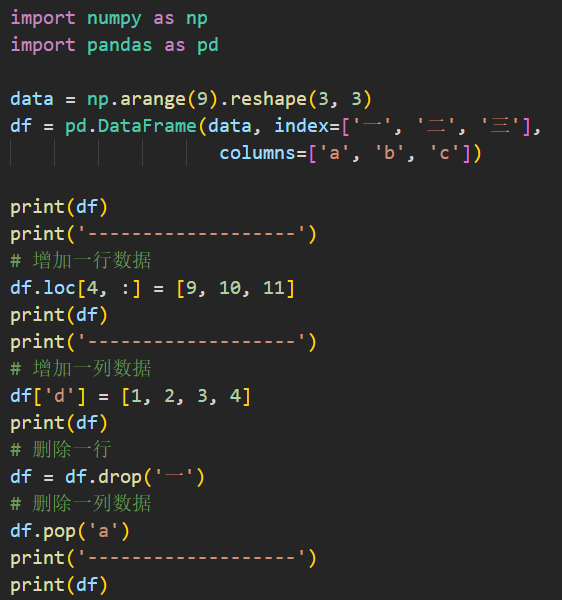 import numpy as np
import pandas as pd
data = np.arange(9).reshape(3, 3)
df = pd.DataFrame(data, index=['一', '二', '三'],
columns=['a', 'b', 'c'])
print(df)
print('-------------------')
# 增加一行数据
df.loc[4, :] = [9, 10, 11]
print(df)
print('-------------------')
# 增加一列数据
df['d'] = [1, 2, 3, 4]
print(df)
# 删除一行
df = df.drop('一')
# 删除一列数据
df.pop('a')
print('-------------------')
print(df)